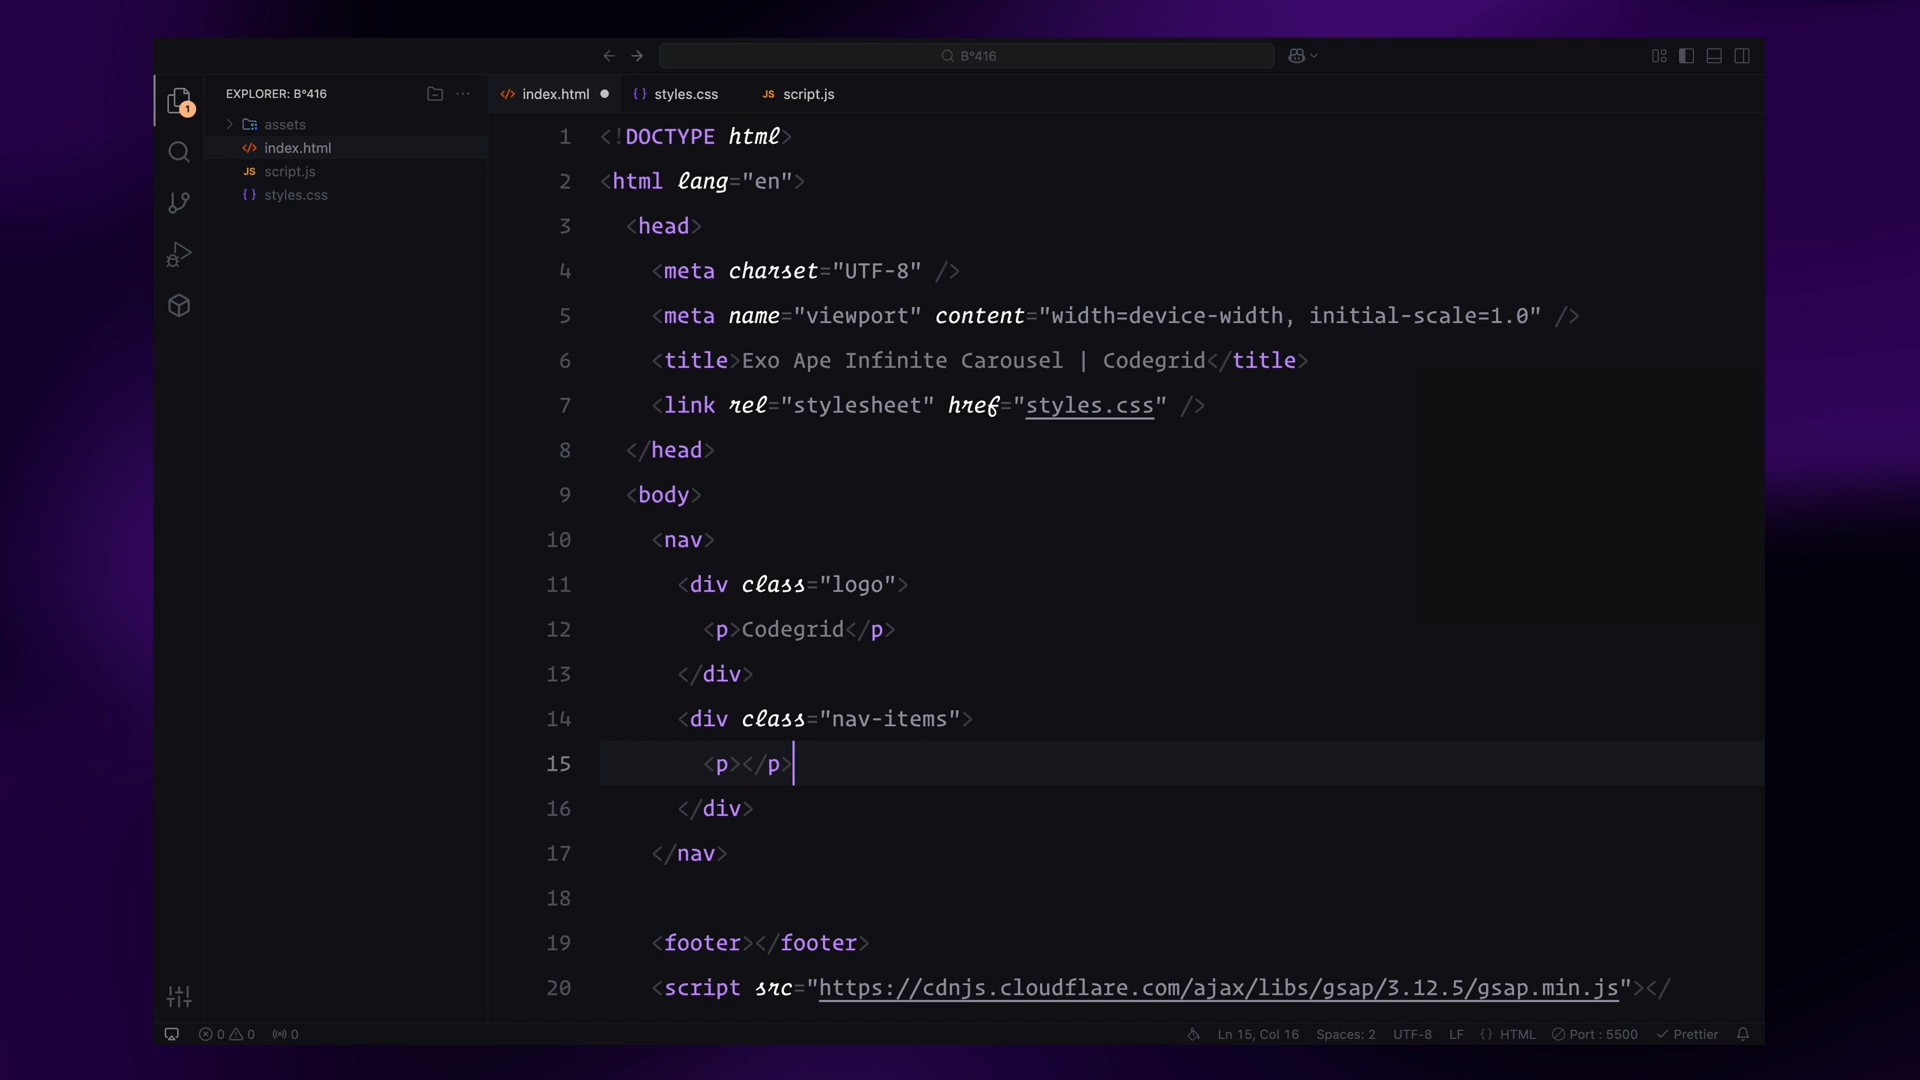 B°416
EXPLORER: B°416
1
assets
index.html
script.js
styles.css
index.html
styles.css
script.js
1 <!DOCTYPE html>
2 <html lang="en">
3 <head>
4 <meta charset="UTF-8" />
5 <meta name="viewport" content="width=device-width, initial-scale=1.0" />
6 <title>Exo Ape Infinite Carousel | Codegrid</title>
7 <link rel="stylesheet" href="styles.css" />
8 </head>
9 <body>
10 <nav>
11 <div class="logo">
12 <p>Codegrid</p>
13 </div>
14 <div class="nav-items">
15 <p></p>
16 </div>
17 </nav>
18
19 <footer></footer>
20 <script src="https://cdnjs.cloudflare.com/ajax/libs/gsap/3.12.5/gsap.min.js"></
0 0 0 Ln 15, Col 16 Spaces: 2 UTF-8 LF {} HTML Port : 5500 Prettier